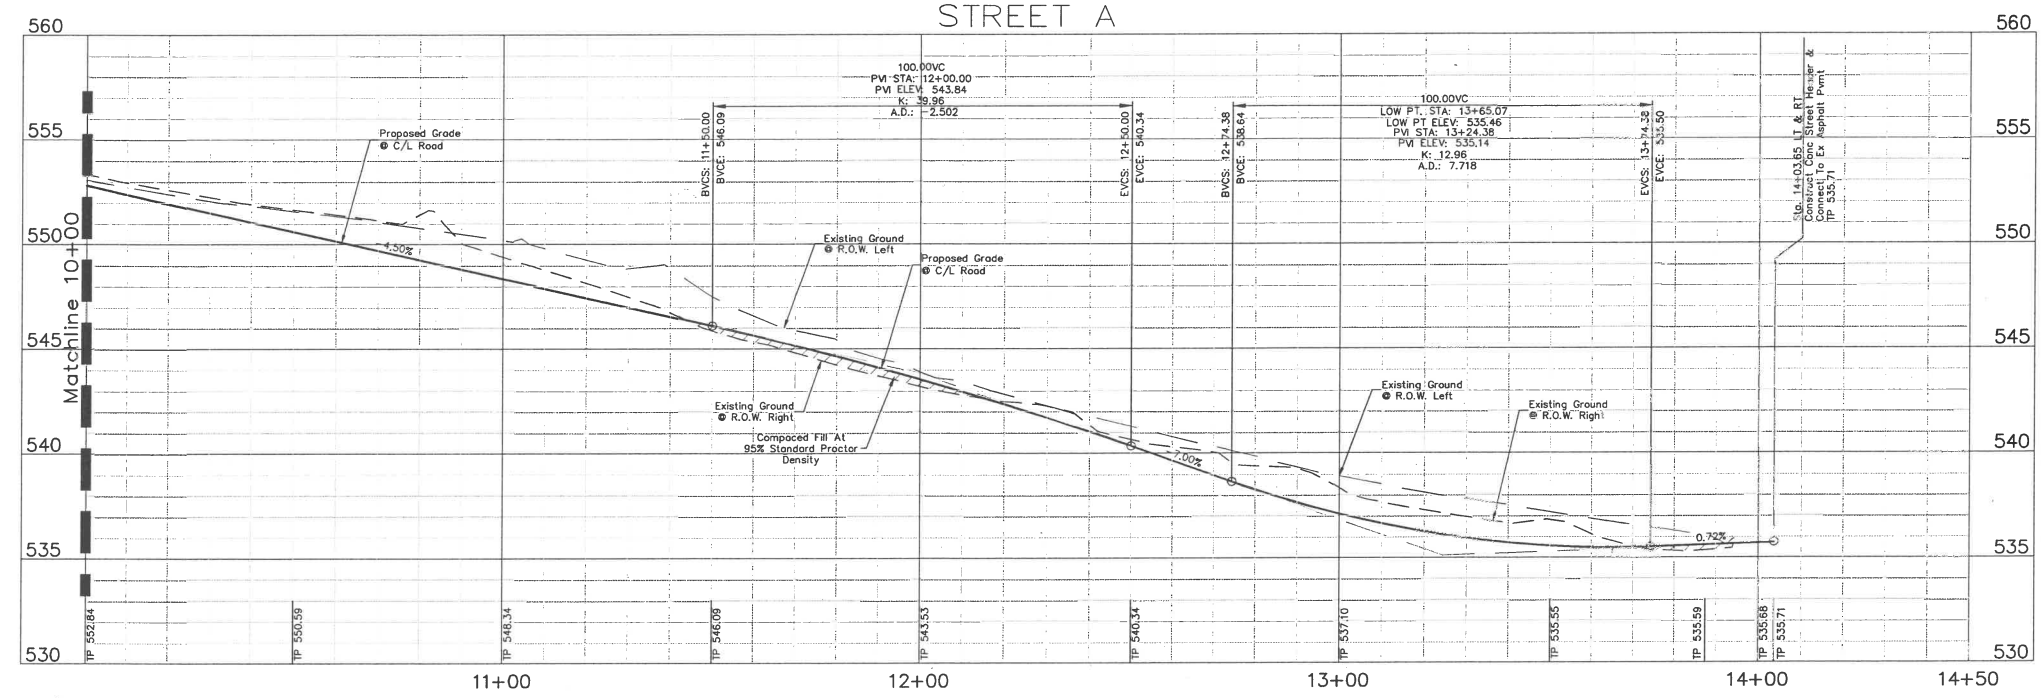 STREET A
560
560
555
555
550
550
545
545
540
540
535
535
530
530
Matchline 10+00
Proposed Grade
@ C/L Road
-4.50%
100.00VC
PVI STA: 12+00.00
PVI ELEV: 543.84
K: 39.96
A.D.: -2.502
BVCS: 11+50.00
BVCE: 546.09
EVCS: 12+50.00
EVCE: 540.34
BVCS: 12+74.38
BVCE: 538.64
100.00VC
LOW PT. STA: 13+65.07
LOW PT ELEV: 535.46
PVI STA: 13+24.38
PVI ELEV: 535.14
K: 12.96
A.D.: 7.718
EVCS: 13+74.38
EVCE: 535.50
Sta. 14+03.65 LT & RT
Construct Conc Street Header &
Connect To Ex Asphalt Pvmt
TP 535.71
Existing Ground
@ R.O.W. Left
Proposed Grade
@ C/L Road
Existing Ground
@ R.O.W. Right
Compaced Fill At
95% Standard Proctor
Density
-7.00%
Existing Ground
@ R.O.W. Left
Existing Ground
@ R.O.W. Right
0.72%
TP 552.84
TP 550.59
TP 548.34
TP 546.09
TP 543.53
TP 540.34
TP 537.10
TP 535.55
TP 535.59
TP 535.68
TP 535.71
11+00
12+00
13+00
14+00
14+50